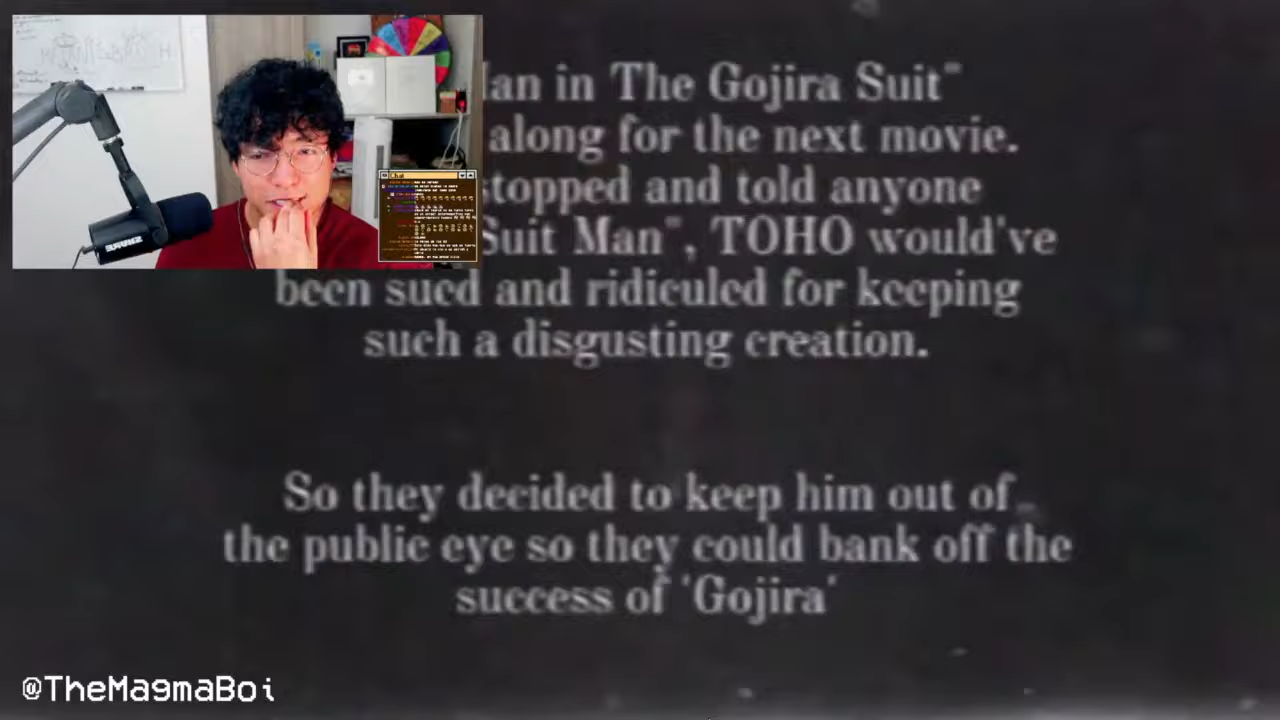 in The Gojira Suit"
along for the next movie.
stopped and told anyone
Suit Man", TOHO would've
been sued and ridiculed for keeping
such a disgusting creation.
So they decided to keep him out of
the public eye so they could bank off the
success of 'Gojira'
Chat
@TheMagmaBoi